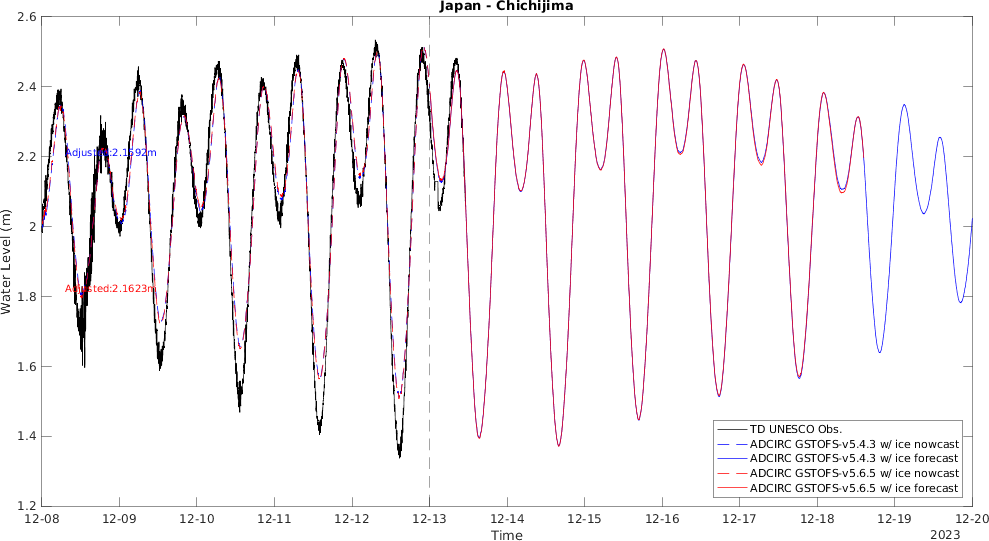 Japan - Chichijima
2.6
2.4
2.2
2
1.8
1.6
1.4
1.2
Water Level (m)
Adjusted:2.1592m
Adjusted:2.1623m
TD UNESCO Obs.
ADCIRC GSTOFS-v5.4.3 w/ ice nowcast
ADCIRC GSTOFS-v5.4.3 w/ ice forecast
ADCIRC GSTOFS-v5.6.5 w/ ice nowcast
ADCIRC GSTOFS-v5.6.5 w/ ice forecast
12-08 12-09 12-10 12-11 12-12 12-13 12-14 12-15 12-16 12-17 12-18 12-19 12-20
Time
2023